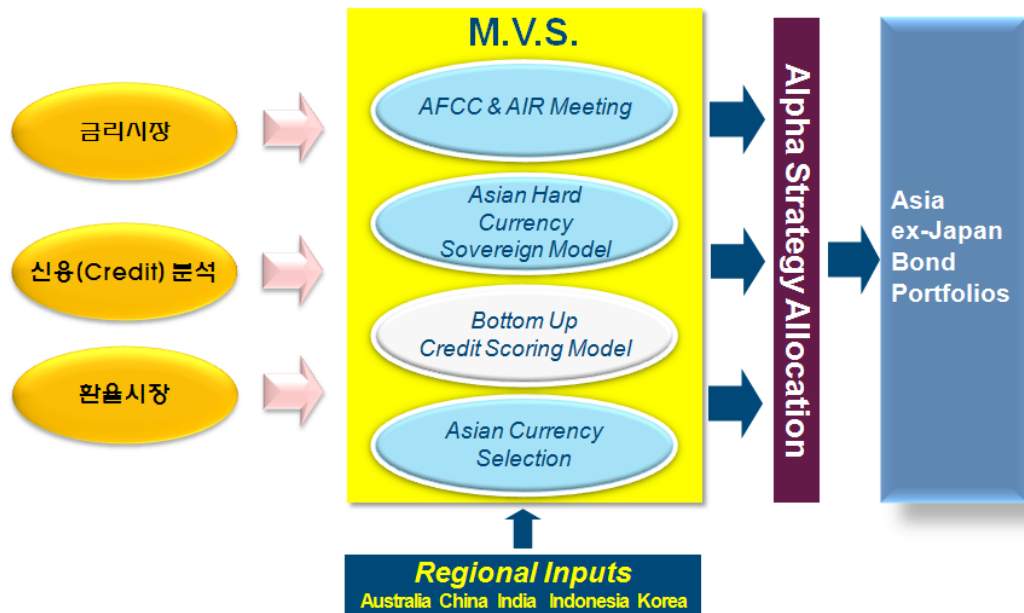 M.V.S.
금리시장
신용(Credit) 분석
환율시장
AFCC & AIR Meeting
Asian Hard
Currency
Sovereign Model
Bottom Up
Credit Scoring Model
Asian Currency
Selection
Alpha Strategy Allocation
Asia
ex-Japan
Bond
Portfolios
Regional Inputs
Australia China India Indonesia Korea